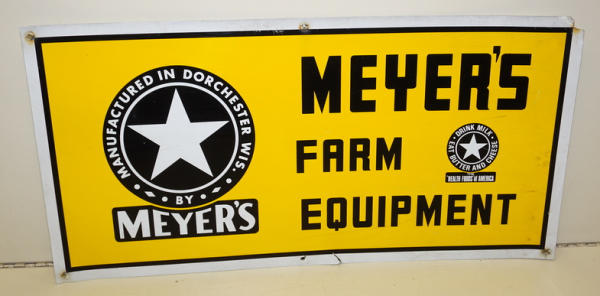 MANUFACTURED IN DORCHESTER WIS.
BY
MEYER'S
MEYER'S
FARM
EQUIPMENT
DRINK MILK
EAT BUTTER AND CHEESE
"HEALTH FOODS" of AMERICA